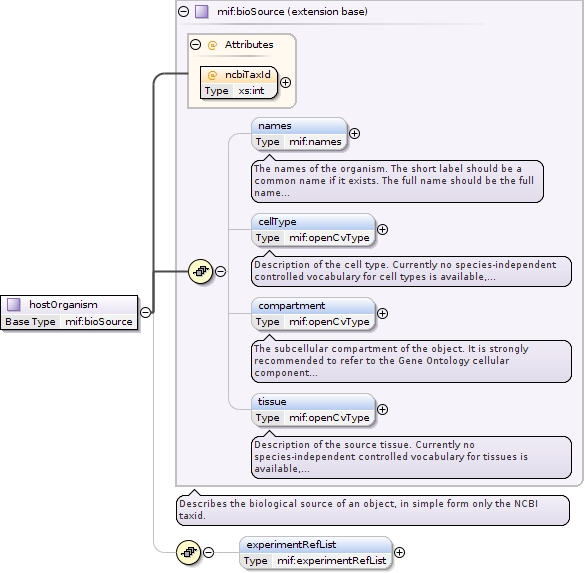 mif:bioSource (extension base)
@ Attributes
@ ncbiTaxId
Type xs:int
names
Type mif:names
The names of the organism. The short label should be a
common name if it exists. The full name should be the full
name...
cellType
Type mif:openCvType
Description of the cell type. Currently no species-independent
controlled vocabulary for cell types is available,...
hostOrganism
Base Type mif:bioSource
compartment
Type mif:openCvType
The subcellular compartment of the object. It is strongly
recommended to refer to the Gene Ontology cellular
component...
tissue
Type mif:openCvType
Description of the source tissue. Currently no
species-independent controlled vocabulary for tissues is
available,...
Describes the biological source of an object, in simple form only the NCBI
taxid.
experimentRefList
Type mif:experimentRefList